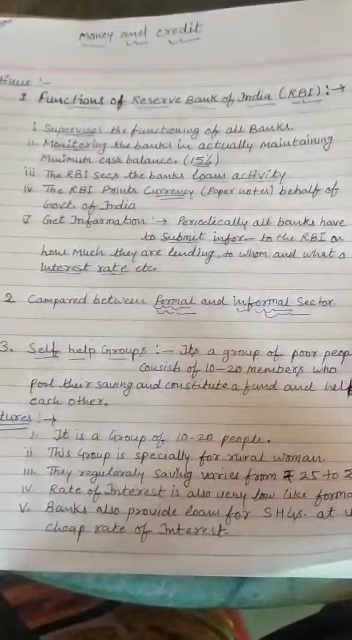 Money and credit
tinue :-
1 Functions of Reserve Bank of India (RBI) :→
i Supervises the functioning of all Banks.
ii. Monitoring the banks in actually maintaining
Minimum cash balance. (15%)
iii The RBI sees the banks loan activity
iv The RBI Prints Currency (Paper notes) behalf of
Govt. of India
v Get Information :→ Periodically all banks have
to submit infor- to the RBI on
how much they are lending, to whom and what
Interest rate etc.
2 Compared between formal and informal Sector
3. Self help Groups :- Its a group of poor peop
consists of 10-20 members who
pool their saving and constitute a fund and help
each other.
tures :→
i. It is a Group of 10-20 people.
ii This Group is specially for rural woman
iii. They regularaly saving varies from ₹ 25 to
iv Rate of Interest is also very low like forma
v. Banks also provide loan for SHGs. at
cheap rate of Interest.